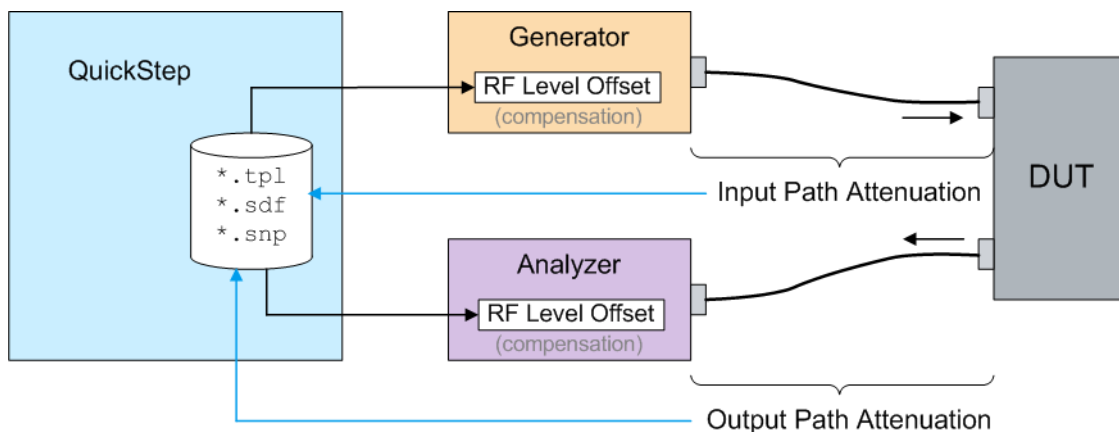 QuickStep
*.tpl
*.sdf
*.snp
Generator
RF Level Offset
(compensation)
Input Path Attenuation
DUT
Analyzer
RF Level Offset
(compensation)
Output Path Attenuation